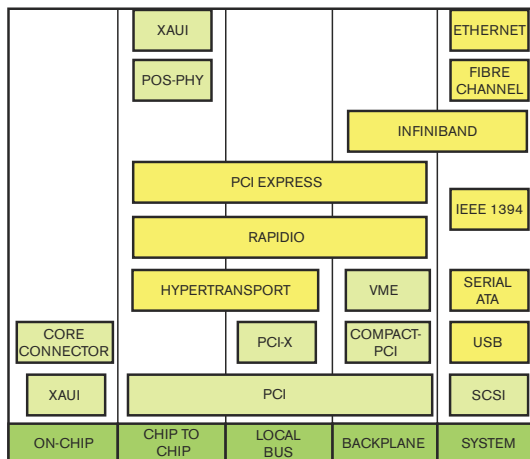 XAUI
ETHERNET
POS-PHY
FIBRE
CHANNEL
INFINIBAND
PCI EXPRESS
IEEE 1394
RAPIDIO
HYPERTRANSPORT
VME
SERIAL
ATA
CORE
CONNECTOR
PCI-X
COMPACT-
PCI
USB
XAUI
PCI
SCSI
ON-CHIP
CHIP TO
CHIP
LOCAL
BUS
BACKPLANE
SYSTEM